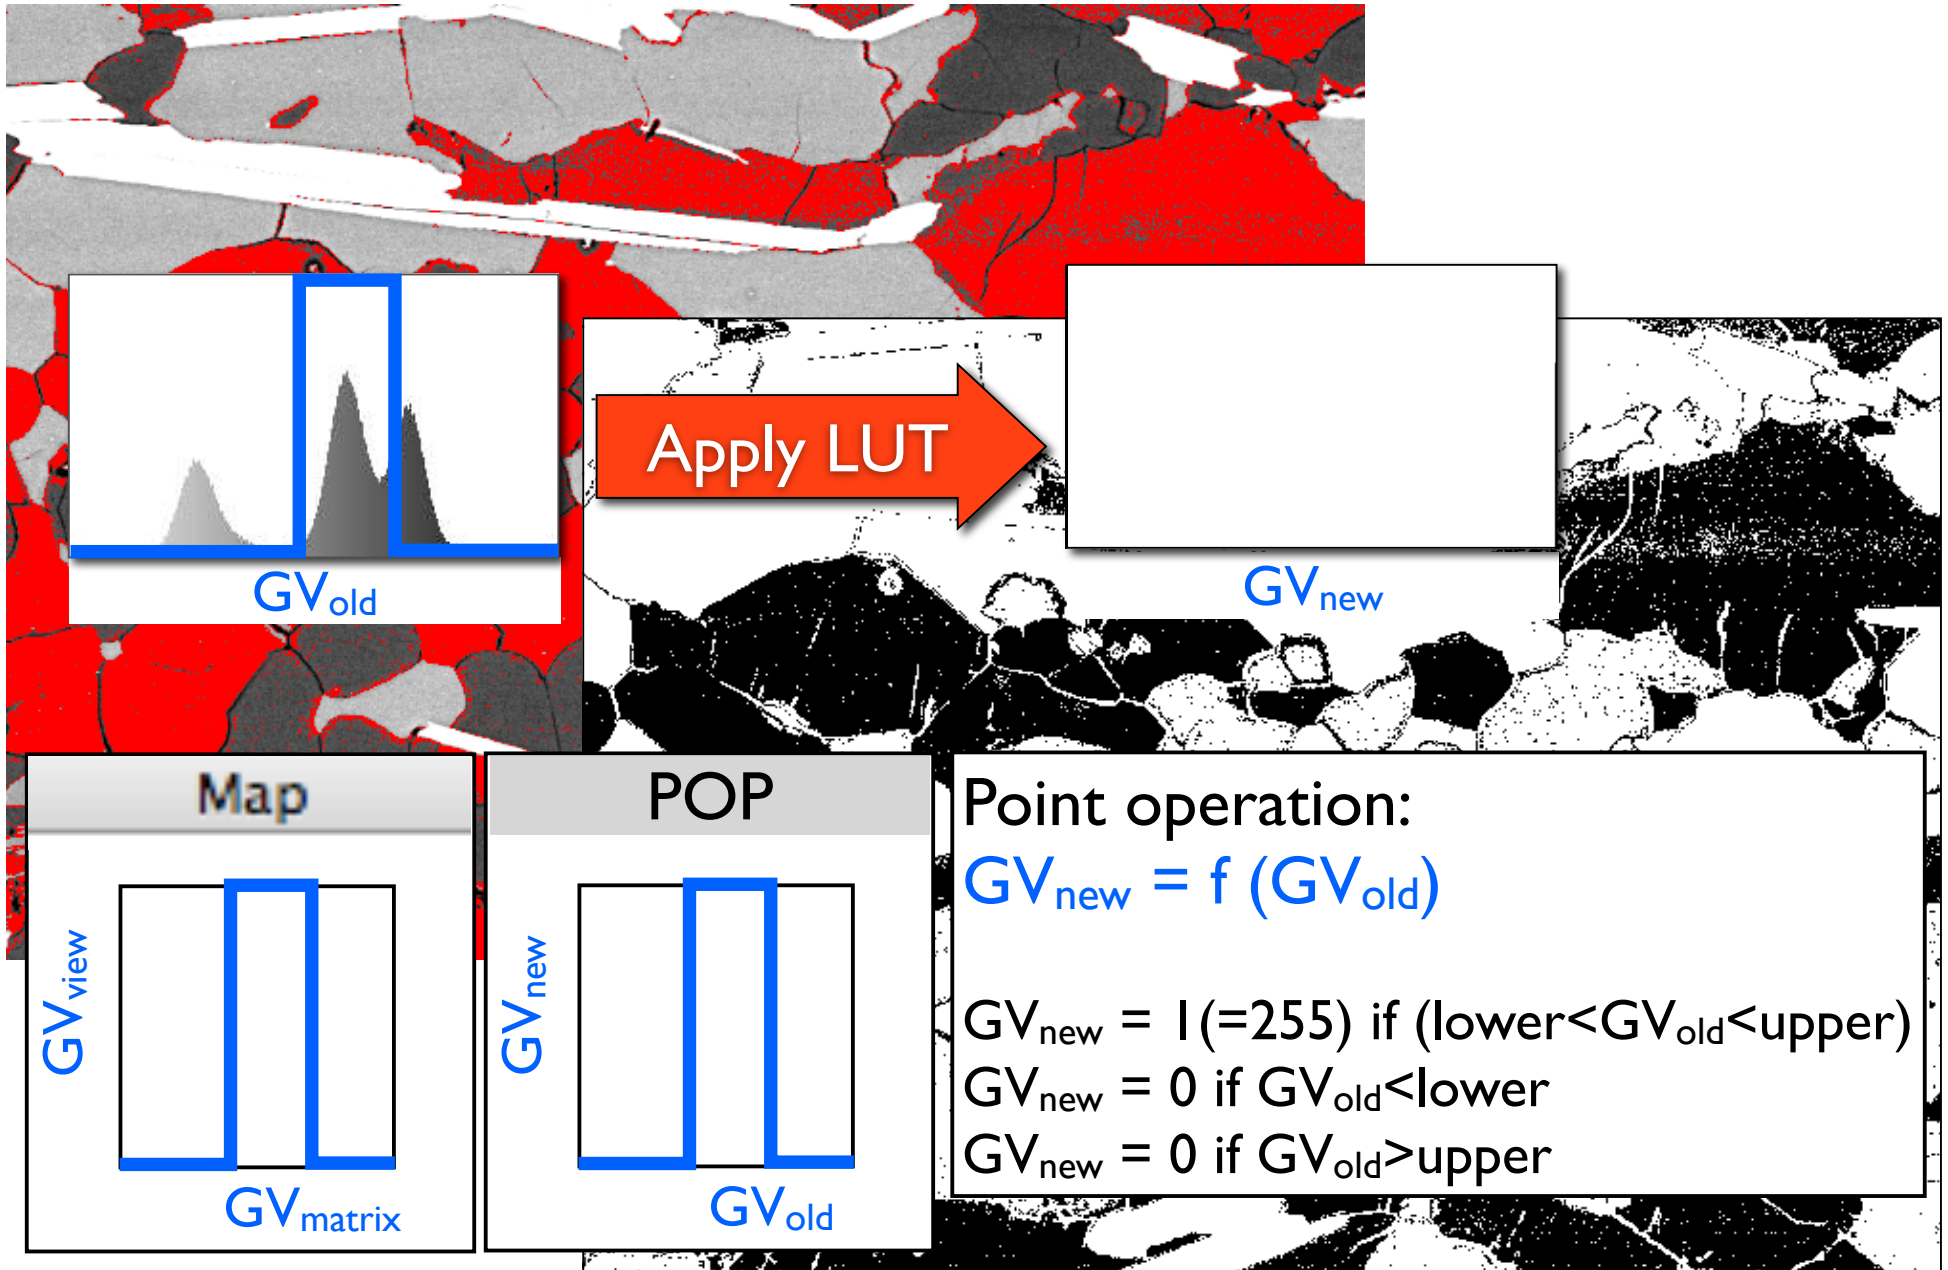 Apply LUT
GVold
GVnew
Map
GVview
GVmatrix
POP
GVnew
GVold
Point operation:
GVnew = f (GVold)
GVnew = 1(=255) if (lower<GVold<upper)
GVnew = 0 if GVold<lower
GVnew = 0 if GVold>upper